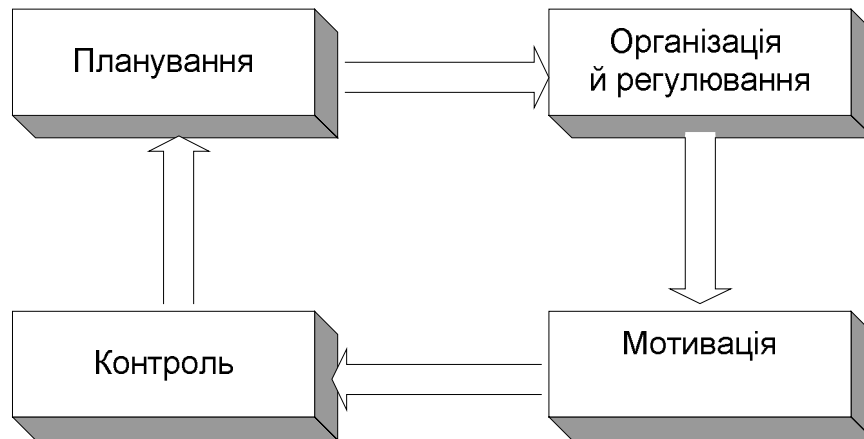 Планування
Організація
й регулювання
Контроль
Мотивація